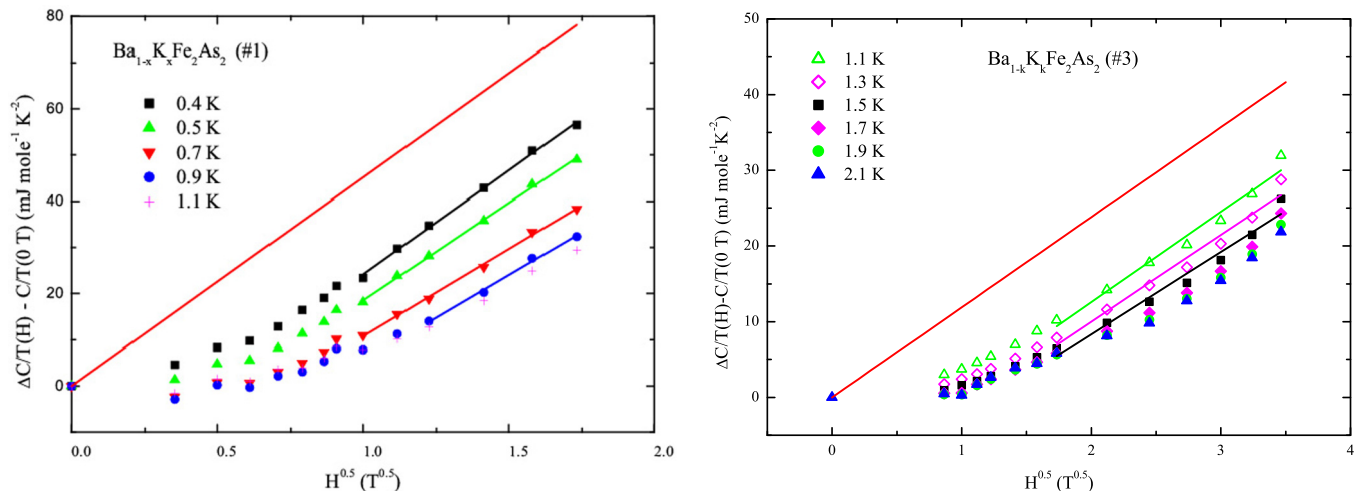 80
60
40
20
0
ΔC/T(H) - C/T(0 T) (mJ mole⁻¹ K⁻²)
Ba₁₋ₓKₓFe₂As₂ (#1)
0.4 K
0.5 K
0.7 K
0.9 K
1.1 K
0.0 0.5 1.0 1.5 2.0
H⁰·⁵ (T⁰·⁵)
50
40
30
20
10
0
ΔC/T(H)-C/T(0 T) (mJ mole⁻¹K⁻²)
Ba₁₋ₖKₖFe₂As₂ (#3)
1.1 K
1.3 K
1.5 K
1.7 K
1.9 K
2.1 K
0 1 2 3 4
H⁰·⁵ (T⁰·⁵)